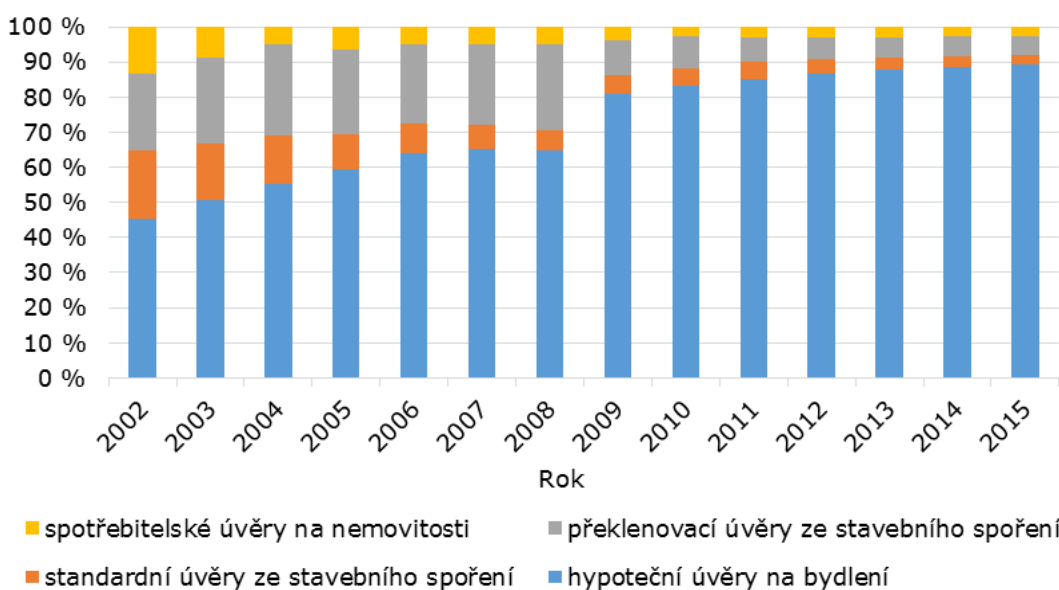 100 %
90 %
80 %
70 %
60 %
50 %
40 %
30 %
20 %
10 %
0 %
2002 2003 2004 2005 2006 2007 2008 2009 2010 2011 2012 2013 2014 2015
Rok
spotřebitelské úvěry na nemovitosti překlenovací úvěry ze stavebního spoření
standardní úvěry ze stavebního spoření hypoteční úvěry na bydlení